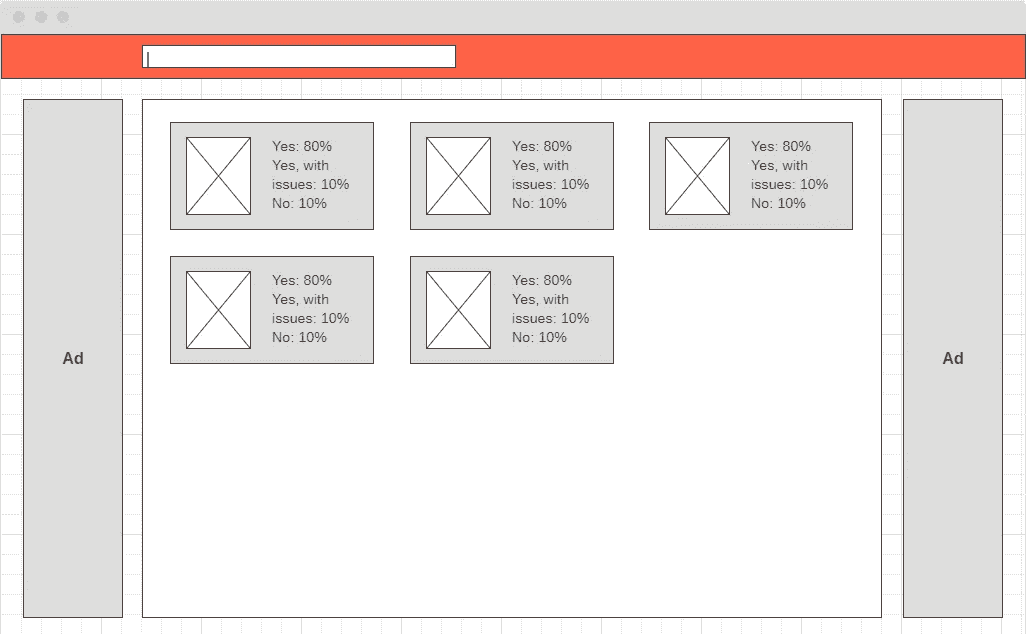 Yes: 80%
Yes, with
issues: 10%
No: 10%
Yes: 80%
Yes, with
issues: 10%
No: 10%
Yes: 80%
Yes, with
issues: 10%
No: 10%
Yes: 80%
Yes, with
issues: 10%
No: 10%
Yes: 80%
Yes, with
issues: 10%
No: 10%
Ad
Ad